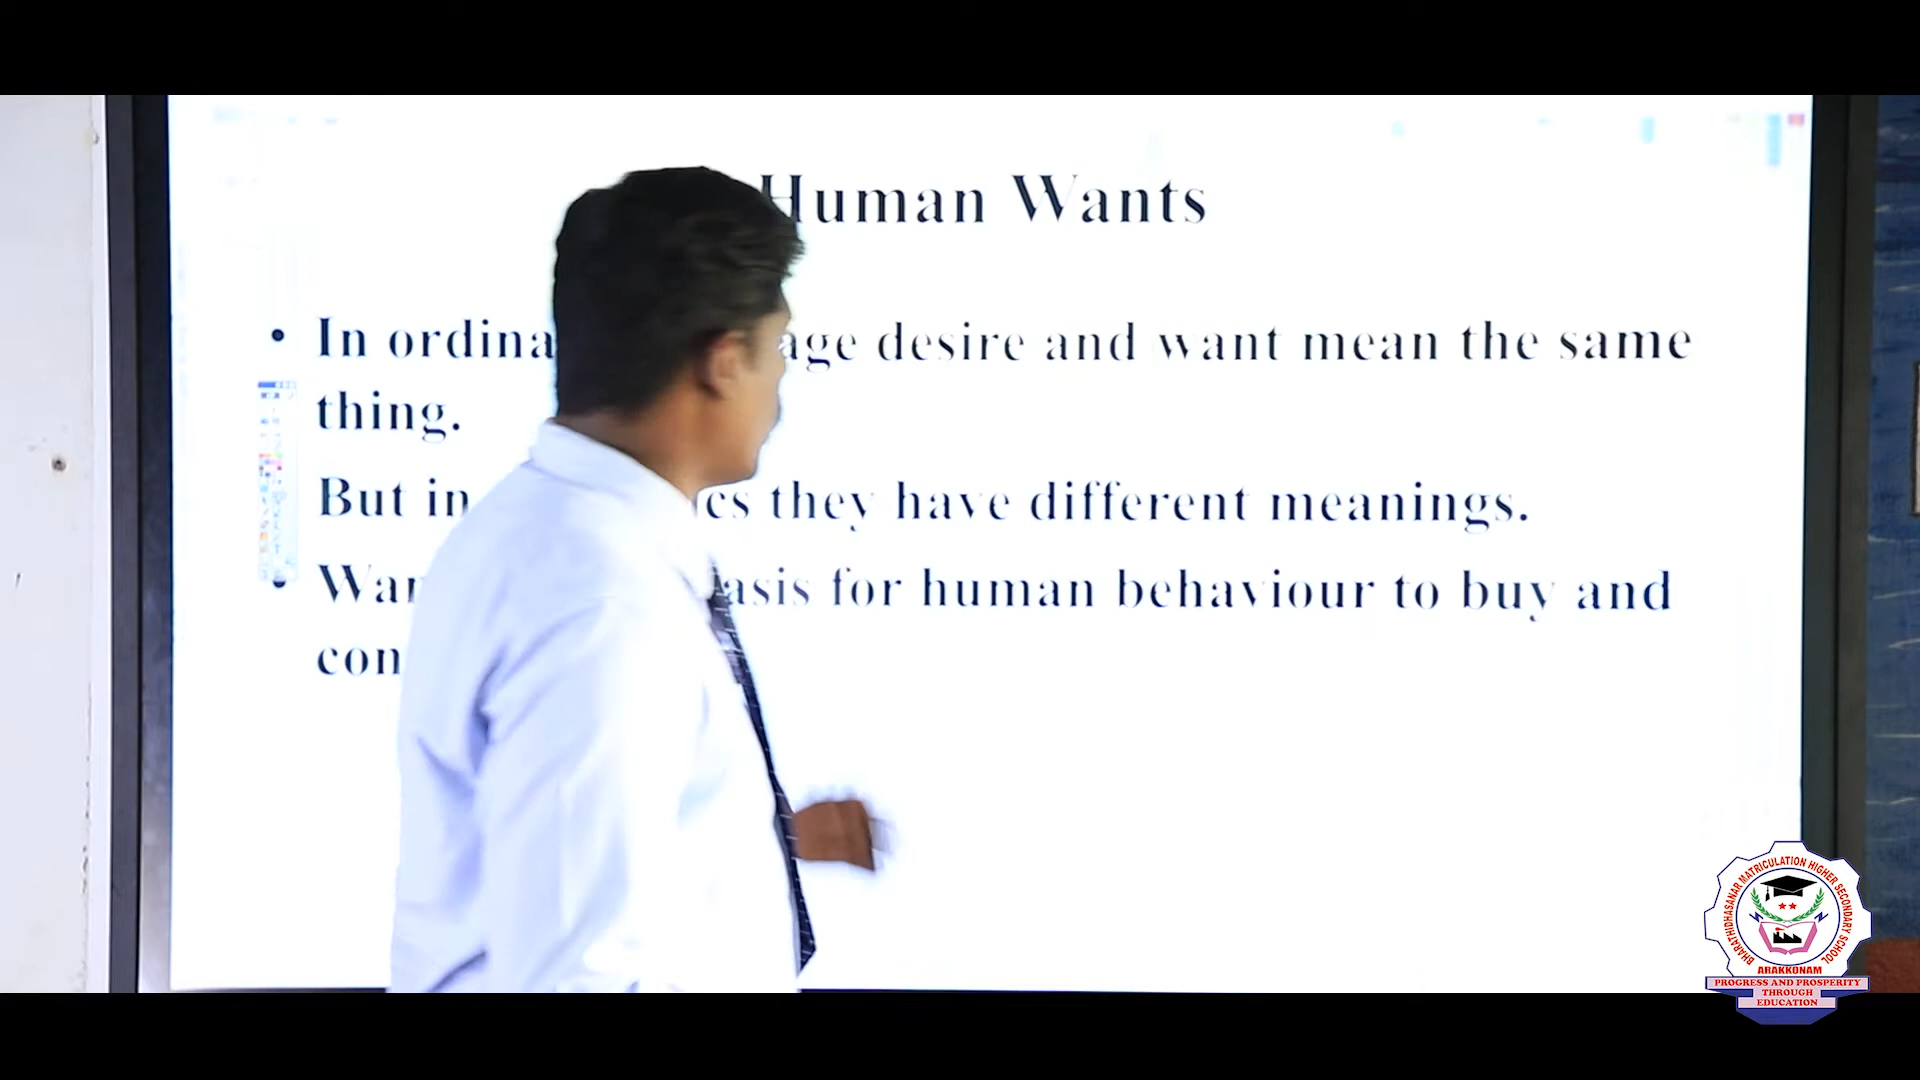 Human Wants
• In ordina age desire and want mean the same
thing.
But in cs they have different meanings.
• Wan asis for human behaviour to buy and
con
BHARATHIDHASANAR MATRICULATION HIGHER SECONDARY SCHOOL
ARAKKONAM
PROGRESS AND PROSPERITY
THROUGH
EDUCATION